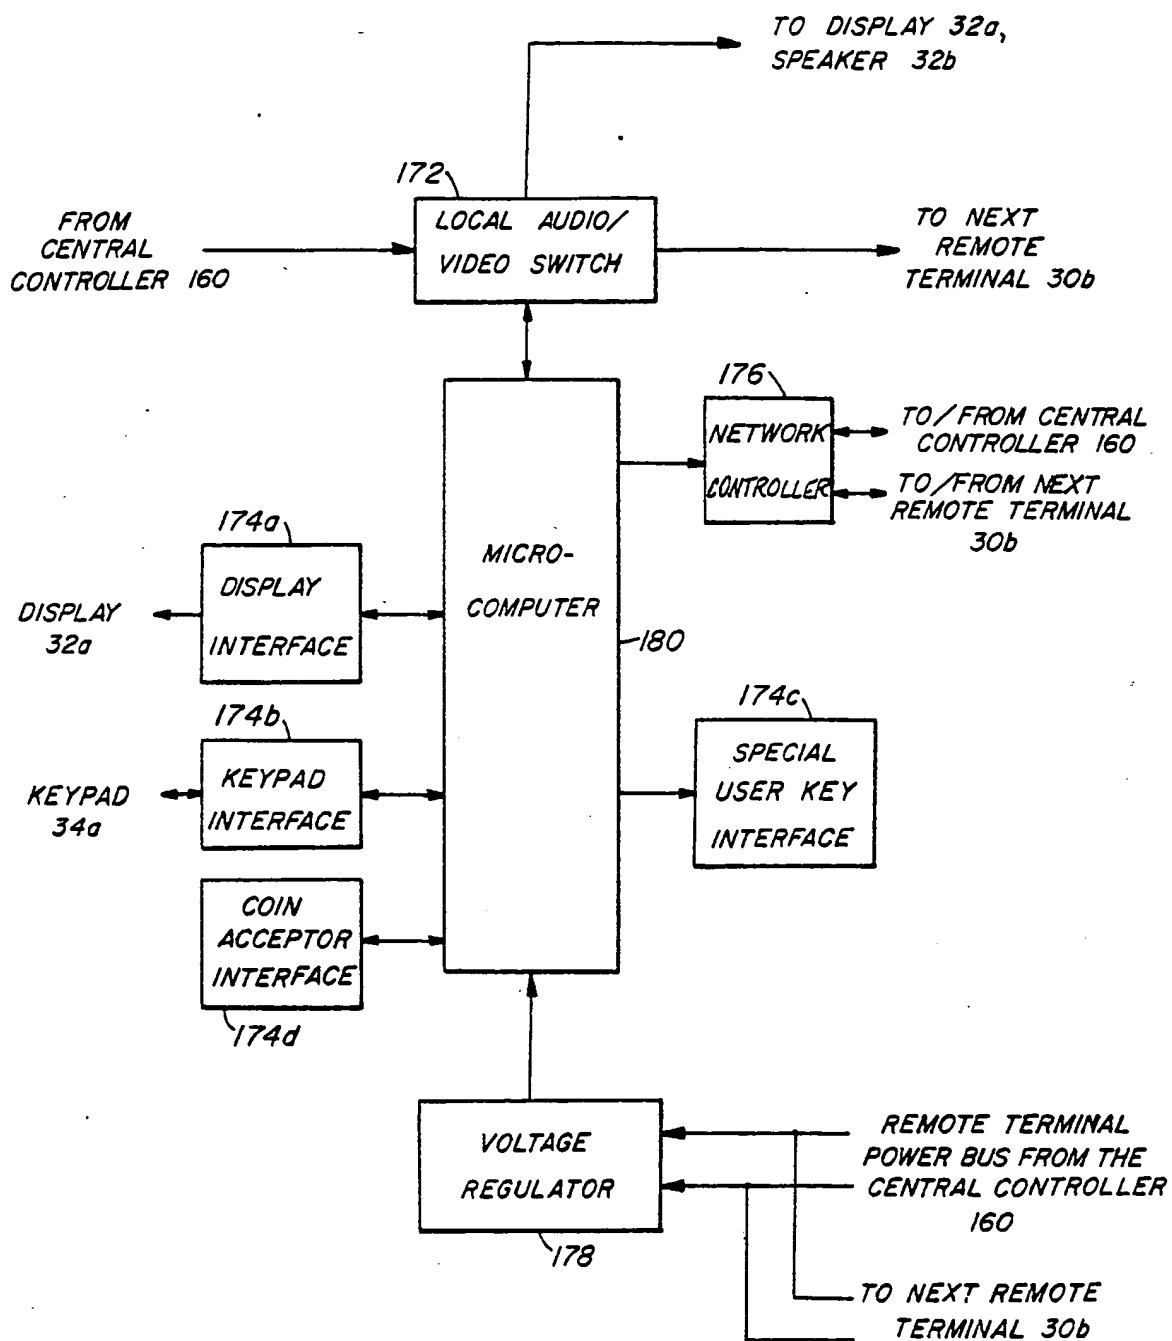 TO DISPLAY 32a,
SPEAKER 32b
172
LOCAL AUDIO/
VIDEO SWITCH
FROM
CENTRAL
CONTROLLER 160
TO NEXT
REMOTE
TERMINAL 30b
176
NETWORK
CONTROLLER
TO/FROM CENTRAL
CONTROLLER 160
TO/FROM NEXT
REMOTE TERMINAL
30b
MICRO-
COMPUTER
180
174a
DISPLAY
INTERFACE
DISPLAY
32a
174b
KEYPAD
INTERFACE
KEYPAD
34a
174c
SPECIAL
USER KEY
INTERFACE
COIN
ACCEPTOR
INTERFACE
174d
VOLTAGE
REGULATOR
178
REMOTE TERMINAL
POWER BUS FROM THE
CENTRAL CONTROLLER
160
TO NEXT REMOTE
TERMINAL 30b